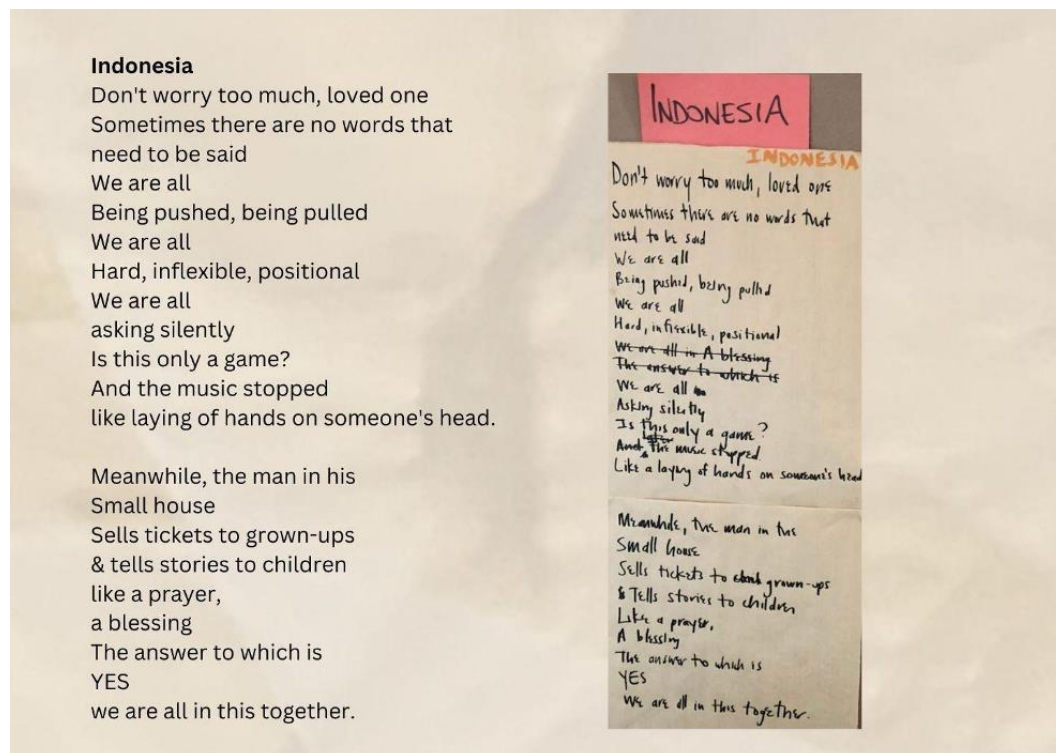 Indonesia
Don't worry too much, loved one
Sometimes there are no words that
need to be said
We are all
Being pushed, being pulled
We are all
Hard, inflexible, positional
We are all
asking silently
Is this only a game?
And the music stopped
like laying of hands on someone's head.
Meanwhile, the man in his
Small house
Sells tickets to grown-ups
& tells stories to children
like a prayer,
a blessing
The answer to which is
YES
we are all in this together.
INDONESIA
INDONESIA
Don't worry too much, loved one
Sometimes there are no words that
need to be said
We are all
Being pushed, being pulled
We are all
Hard, inflexible, positional
We are all in A blessing
The answer to which is
We are all
Asking silently
Is this only a game?
And the music stopped
Like a laying of hands on someone's head
Meanwhile, the man in the
Small house
Sells tickets to grown-ups
& Tells stories to children
Like a prayer,
A blessing
The answer to which is
YES
We are all in this together.